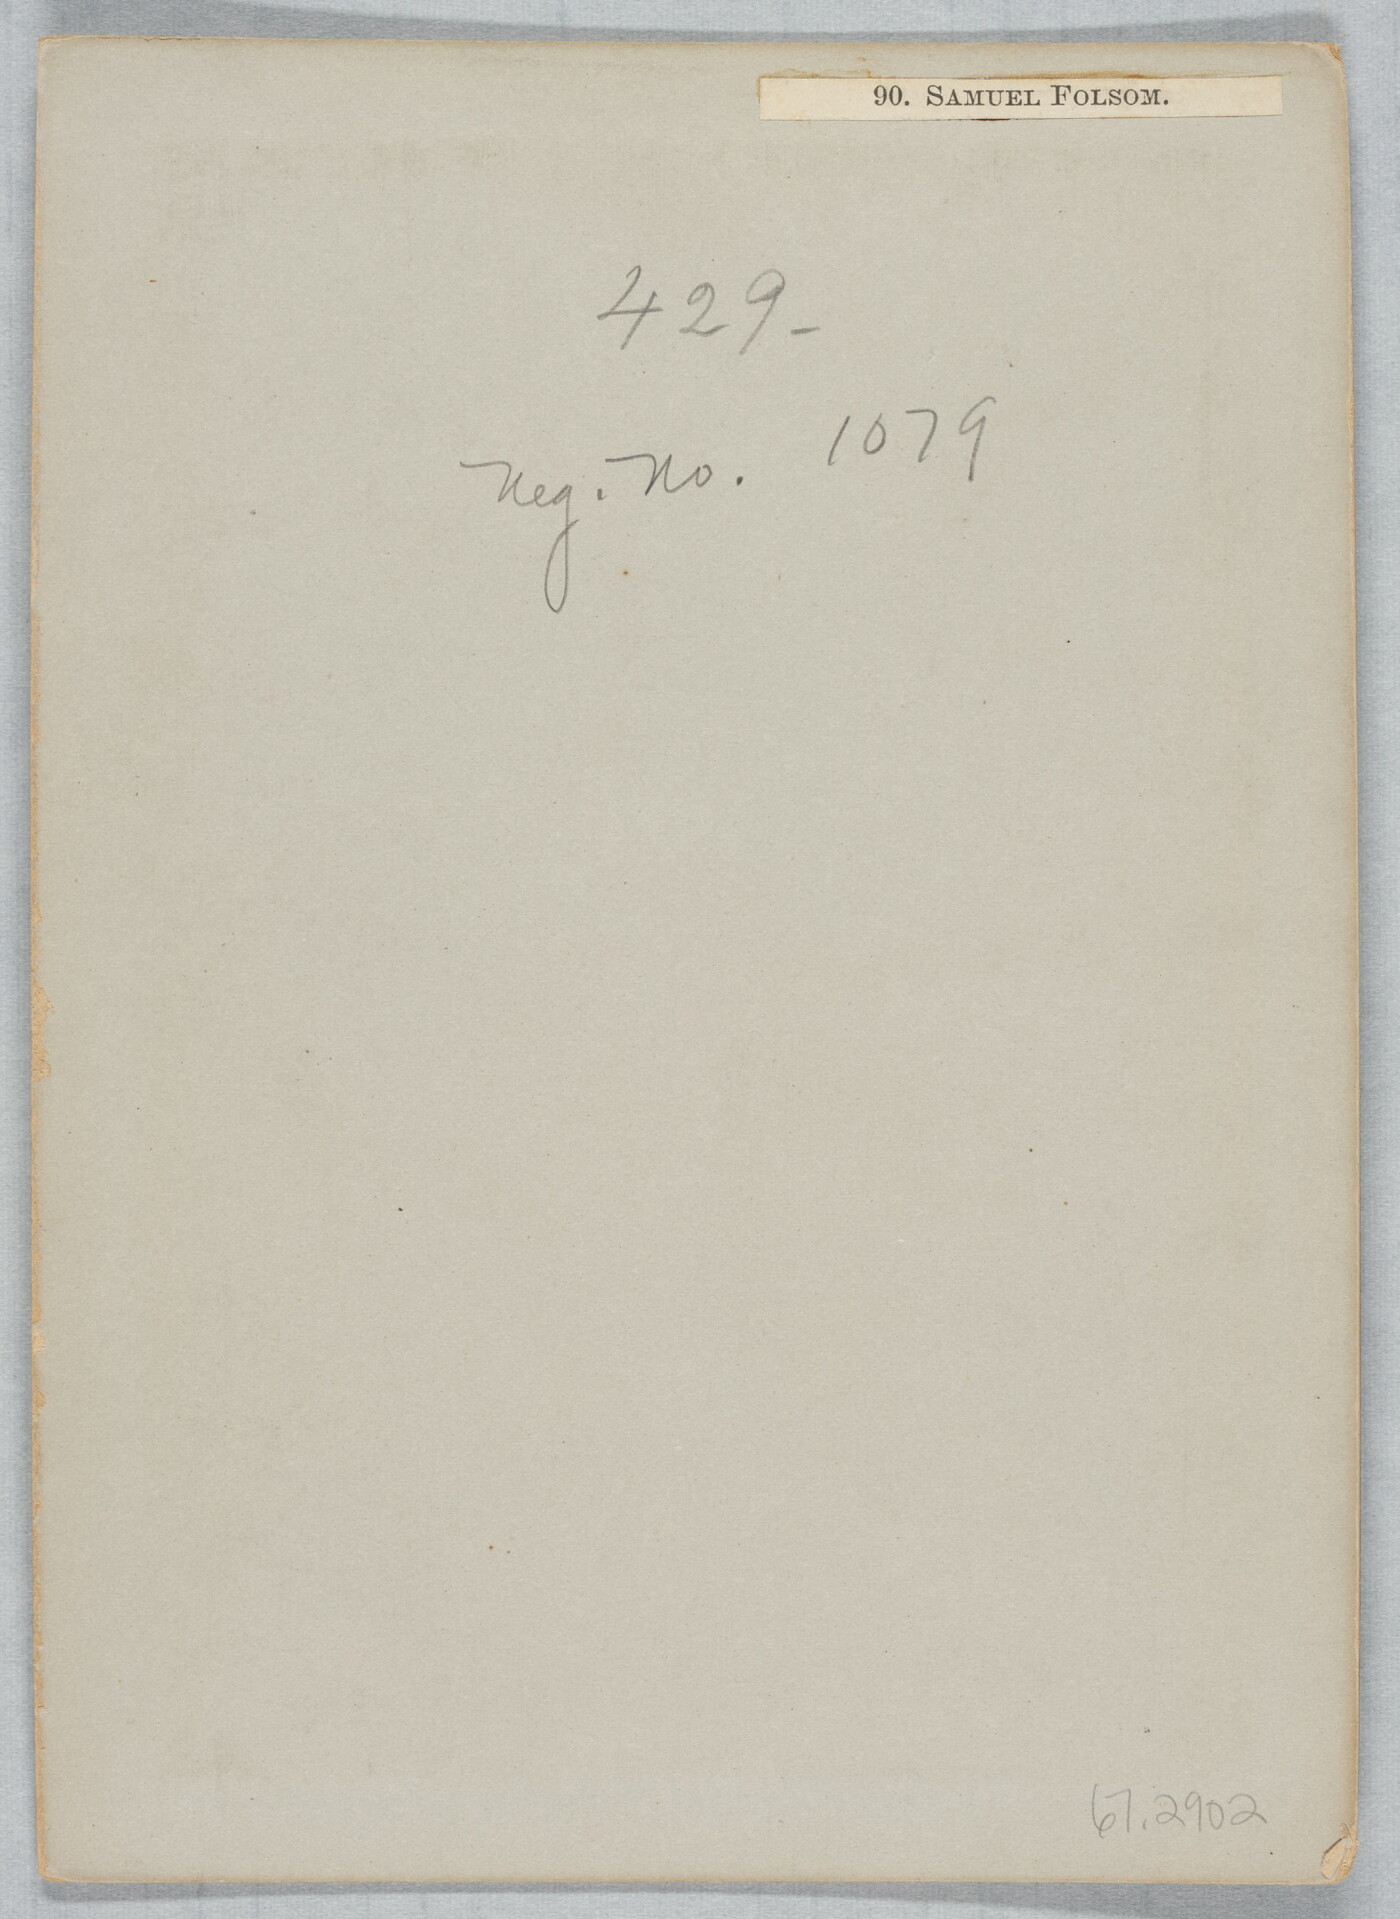 90. SAMUEL FOLSOM.
429-
Neg. No. 1079
67.2902